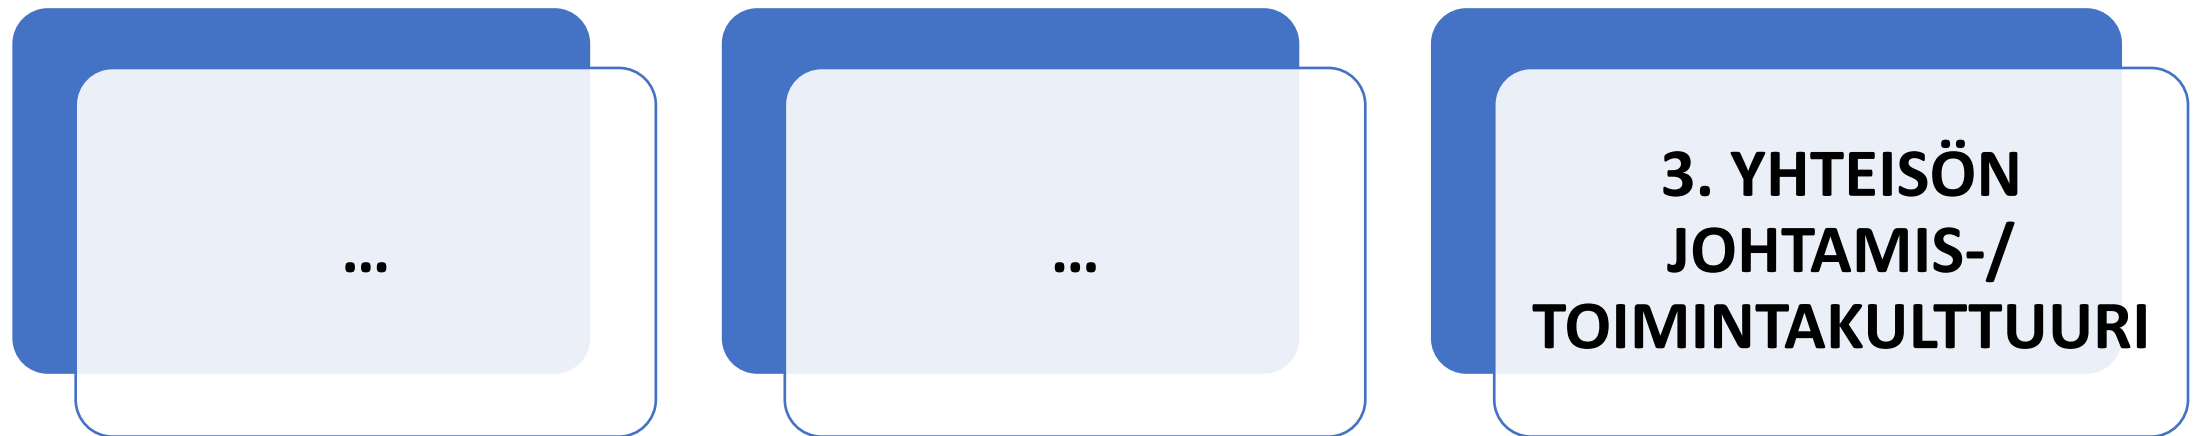 ...
...
3. YHTEISÖN
JOHTAMIS-/
TOIMINTAKULTTUURI